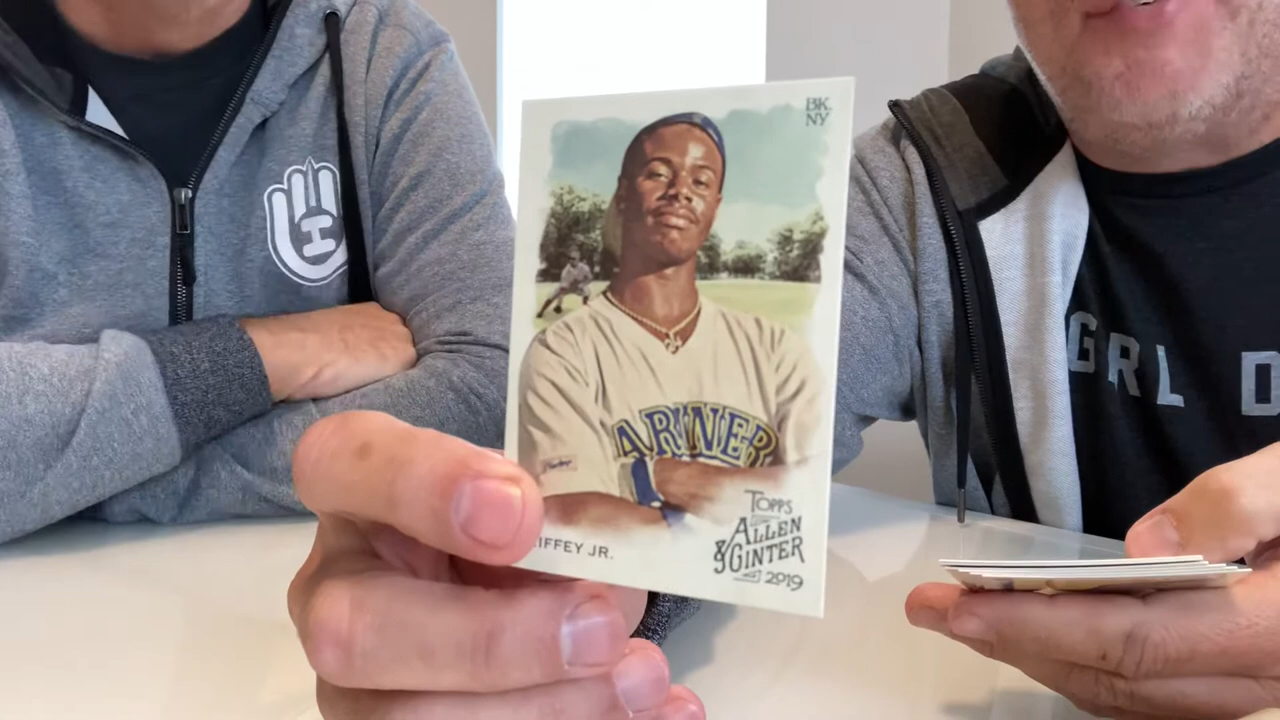 BK.
NY
ARINER
TOPPS
ALLEN
& GINTER
2019
IFFEY JR.
GRL D